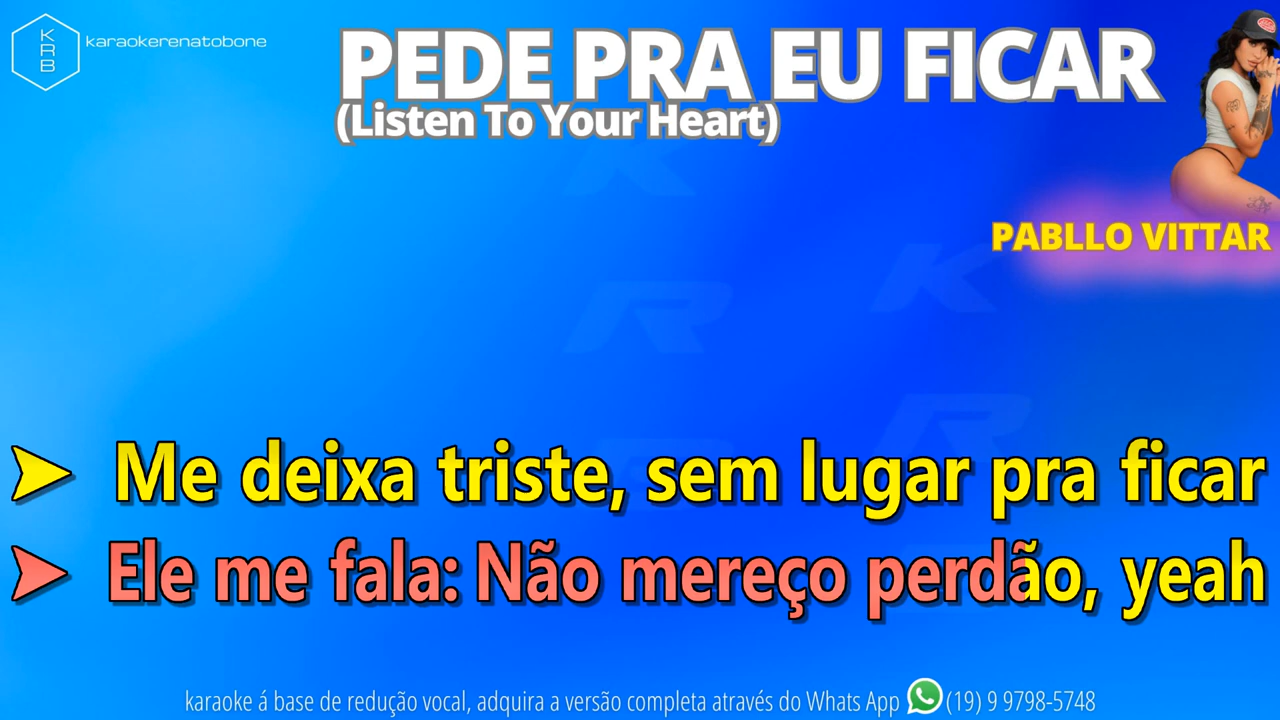 KRB
karaokerenatobone
PEDE PRA EU FICAR
(Listen To Your Heart)
PABLLO VITTAR
K
R
K
R
Me deixa triste, sem lugar pra ficar
Ele me fala: Não mereço perdão, yeah
karaoke á base de redução vocal, adquira a versão completa através do Whats App (19) 9 9798-5748